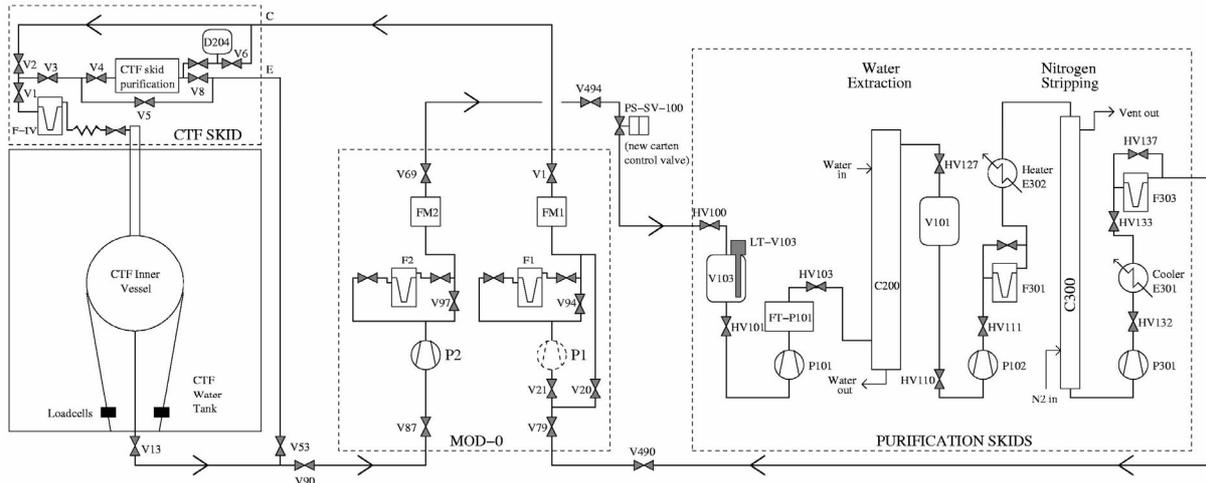 C
E
D204
V6
V2
V3
V4
CTF skid
purification
V8
V5
V1
F-IV
CTF SKID
CTF Inner
Vessel
CTF
Water
Tank
Loadcells
V13
V53
V90
V69
V1
FM2
FM1
F2
F1
V97
V94
P2
P1
V21
V20
V87
V79
MOD-0
V490
V494
PS-SV-100
(new carten
control valve)
HV100
LT-V103
V103
HV101
HV103
FT-P101
P101
Water
Extraction
Water
in
C200
Water
out
HV127
V101
HV110
Nitrogen
Stripping
Heater
E302
F301
HV111
P102
C300
N2 in
Vent out
HV137
F303
HV133
Cooler
E301
HV132
P301
PURIFICATION SKIDS